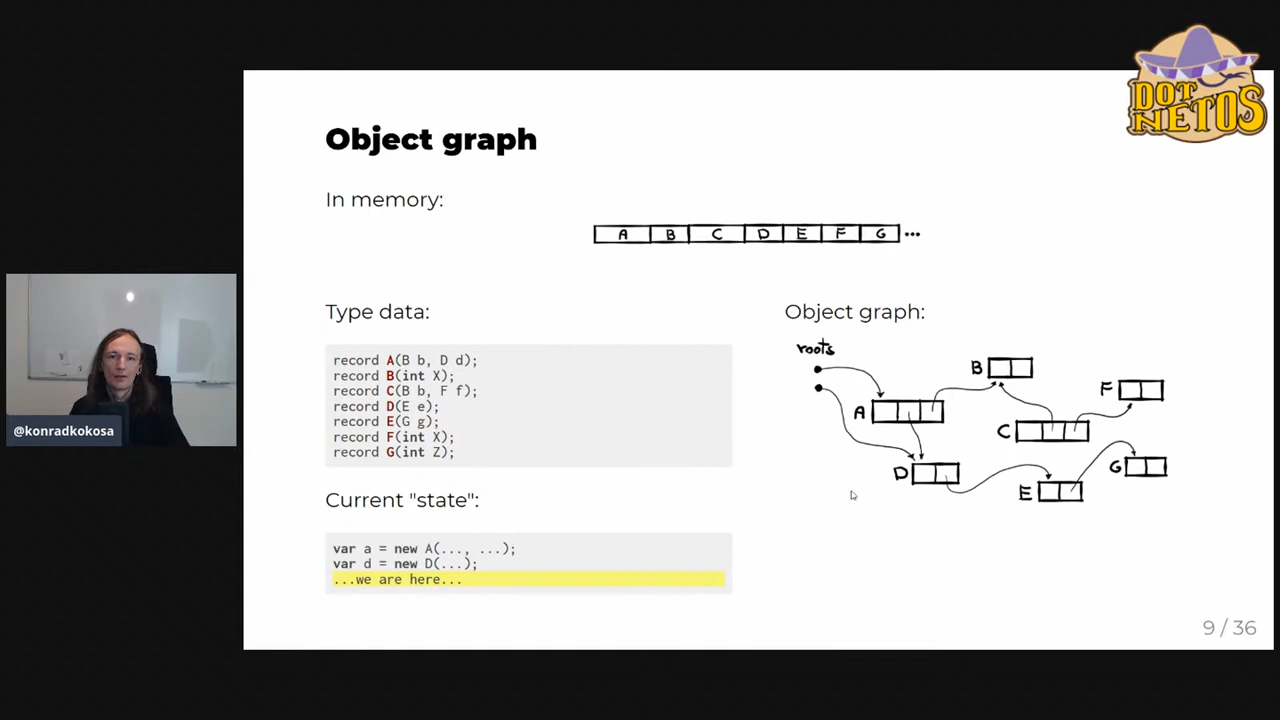 DOT
NETOS
Object graph
In memory:
A B C D E F G ...
Type data:
record A(B b, D d);
record B(int X);
record C(B b, F f);
record D(E e);
record E(G g);
record F(int X);
record G(int Z);
Current "state":
var a = new A(..., ...);
var d = new D(...);
...we are here...
Object graph:
roots
B
F
A
C
G
D
E
@konradkokosa
9 / 36